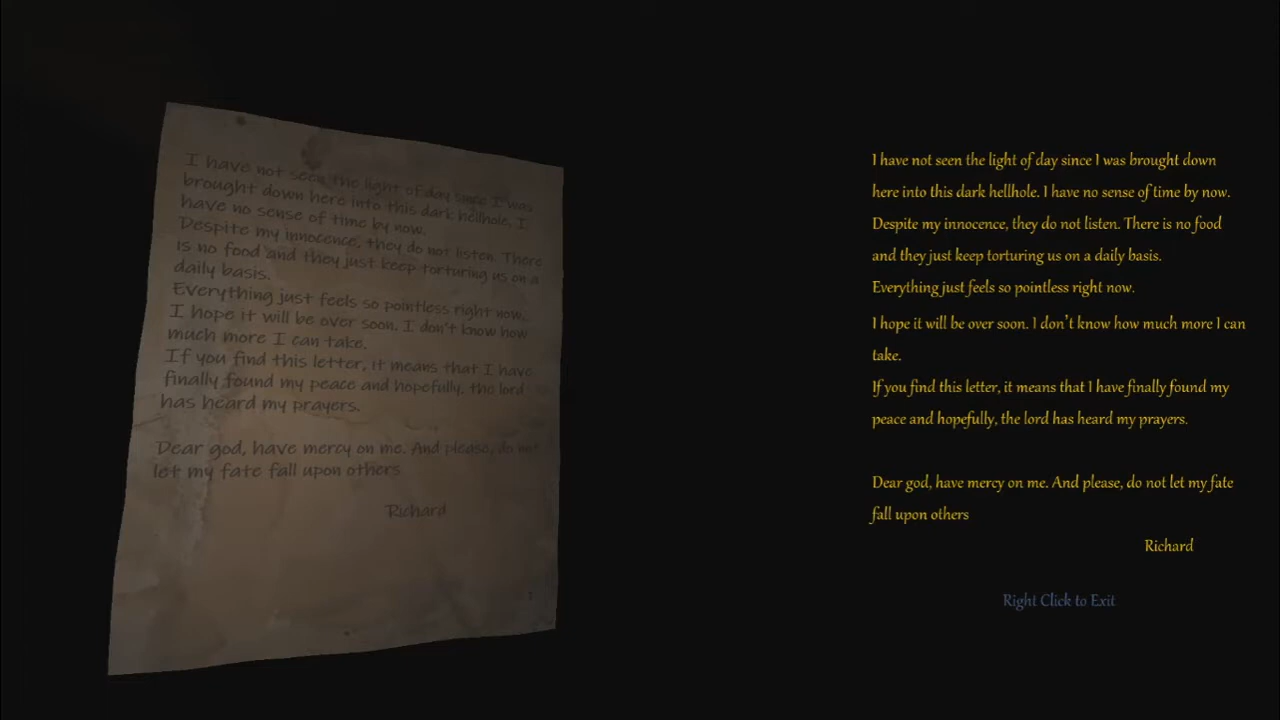 I have not seen the light of day since I was
brought down here into this dark hellhole, I
have no sense of time by now.
Despite my innocence, they do not listen. There
is no food and they just keep torturing us on a
daily basis.
Everything just feels so pointless right now.
I hope it will be over soon. I don't know how
much more I can take.
If you find this letter, it means that I have
finally found my peace and hopefully, the lord
has heard my prayers.
Dear god, have mercy on me. And please, do not
let my fate fall upon others
Richard
I have not seen the light of day since I was brought down
here into this dark hellhole. I have no sense of time by now.
Despite my innocence, they do not listen. There is no food
and they just keep torturing us on a daily basis.
Everything just feels so pointless right now.
I hope it will be over soon. I don't know how much more I can
take.
If you find this letter, it means that I have finally found my
peace and hopefully, the lord has heard my prayers.
Dear god, have mercy on me. And please, do not let my fate
fall upon others
Richard
Right Click to Exit